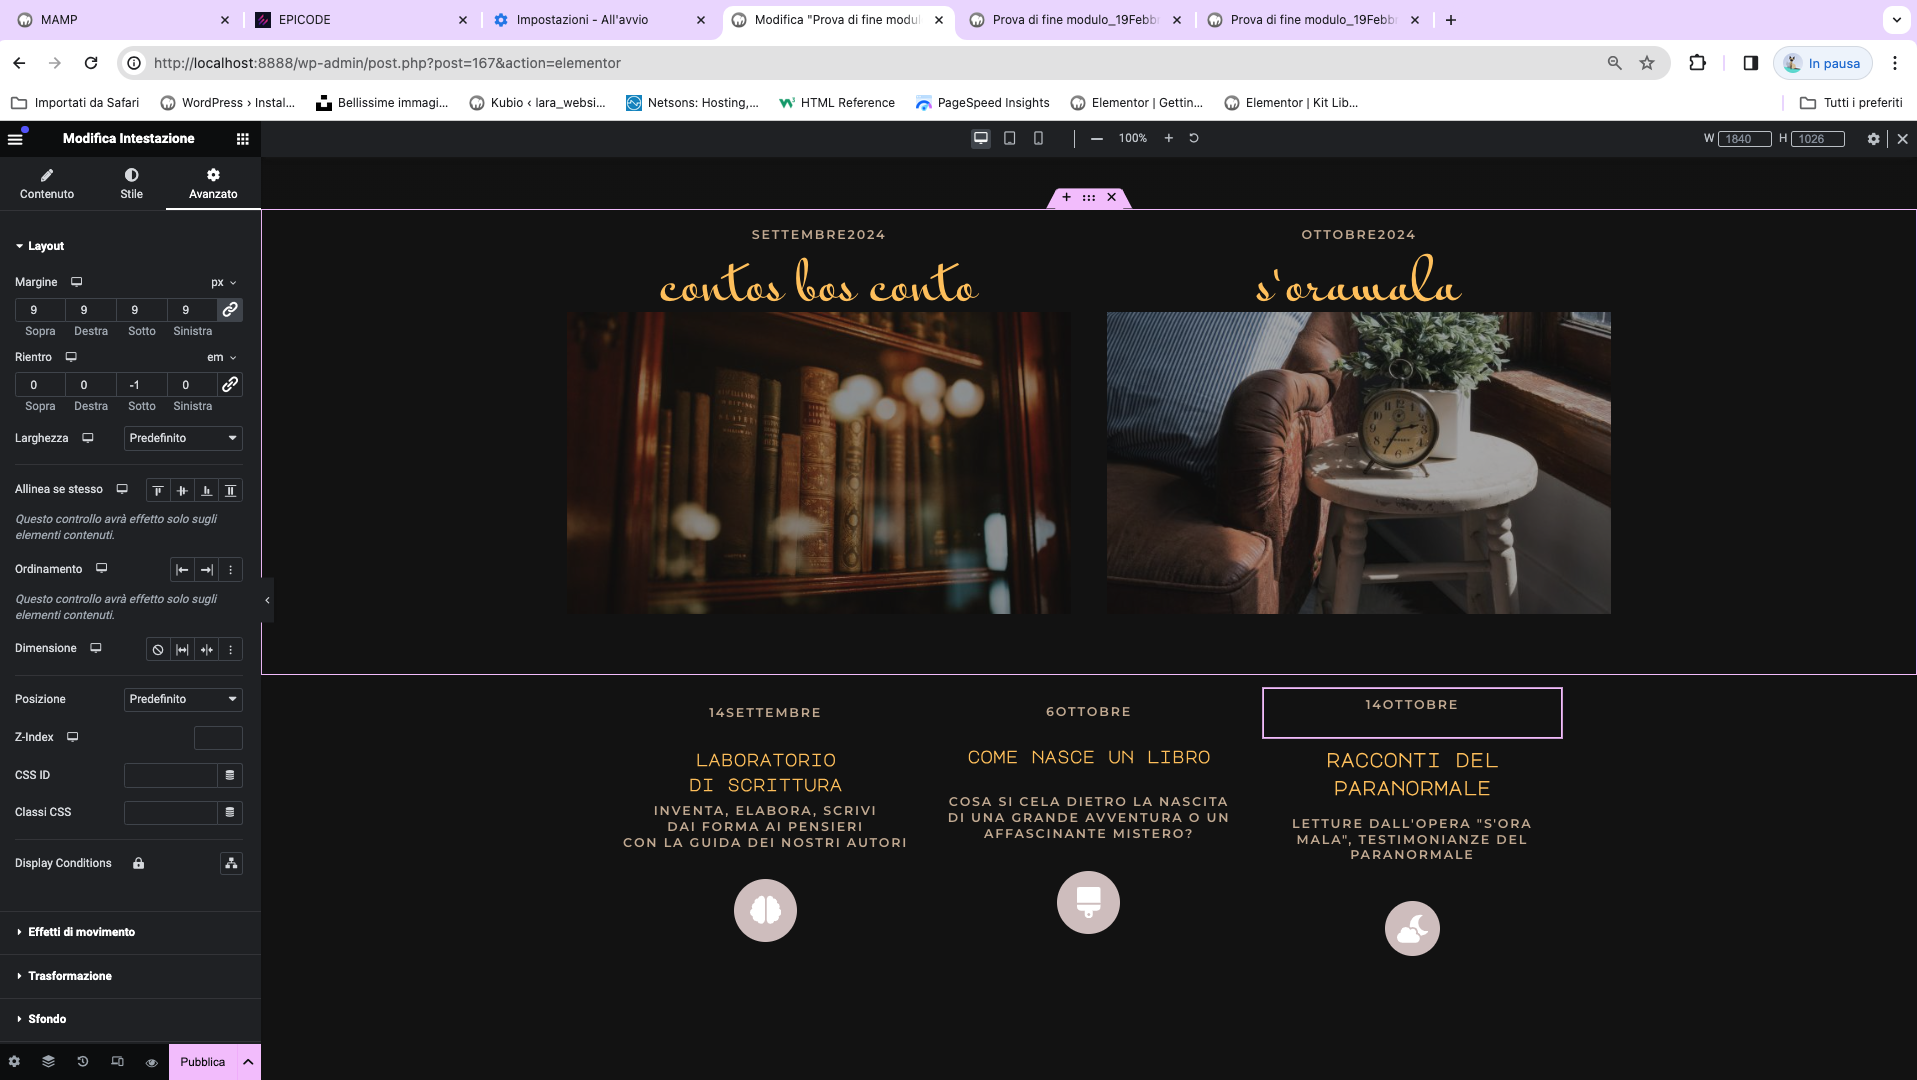 MAMP
EPICODE
Impostazioni - All'avvio
Modifica "Prova di fine modul
Prova di fine modulo_19Febb
Prova di fine modulo_19Febb
http://localhost:8888/wp-admin/post.php?post=167&action=elementor
In pausa
Importati da Safari
WordPress › Instal...
Bellissime immagi...
Kubio ‹ lara_websi...
Netsons: Hosting,...
HTML Reference
PageSpeed Insights
Elementor | Gettin...
Elementor | Kit Lib...
Tutti i preferiti
Modifica Intestazione
100%
W 1840 H 1026
Contenuto Stile Avanzato
Layout
Margine px
9 9 9 9
Sopra Destra Sotto Sinistra
Rientro em
0 0 -1 0
Sopra Destra Sotto Sinistra
Larghezza Predefinito
Allinea se stesso
Questo controllo avrà effetto solo sugli
elementi contenuti.
Ordinamento
Questo controllo avrà effetto solo sugli
elementi contenuti.
Dimensione
Posizione Predefinito
Z-Index
CSS ID
Classi CSS
Display Conditions
Effetti di movimento
Trasformazione
Sfondo
Pubblica
SETTEMBRE2024
contos bos conto
OTTOBRE2024
s'oramala
14SETTEMBRE
LABORATORIO
DI SCRITTURA
INVENTA, ELABORA, SCRIVI
DAI FORMA AI PENSIERI
CON LA GUIDA DEI NOSTRI AUTORI
6OTTOBRE
COME NASCE UN LIBRO
COSA SI CELA DIETRO LA NASCITA
DI UNA GRANDE AVVENTURA O UN
AFFASCINANTE MISTERO?
14OTTOBRE
RACCONTI DEL
PARANORMALE
LETTURE DALL'OPERA "S'ORA
MALA", TESTIMONIANZE DEL
PARANORMALE